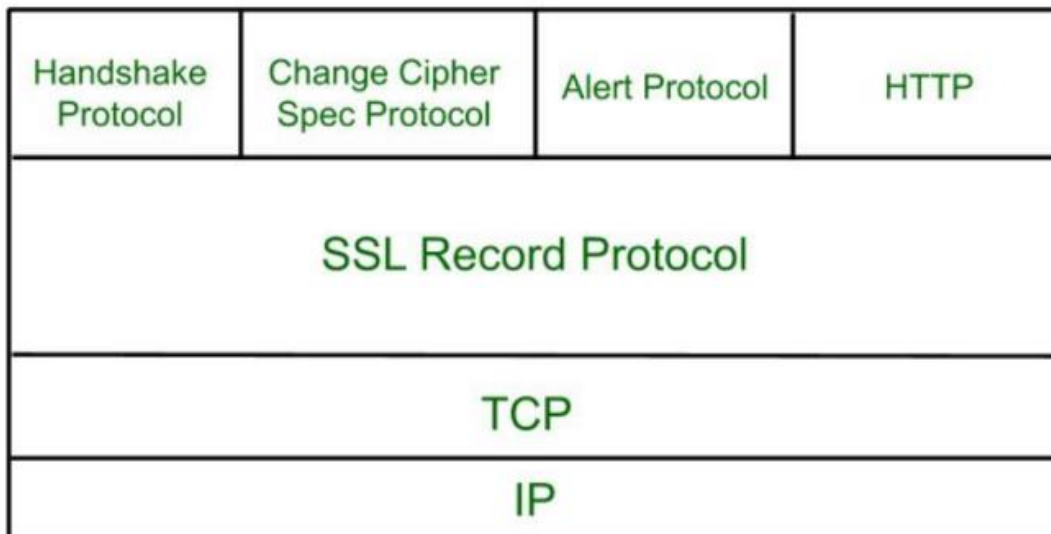 Handshake
Protocol
Change Cipher
Spec Protocol
Alert Protocol
HTTP
SSL Record Protocol
TCP
IP